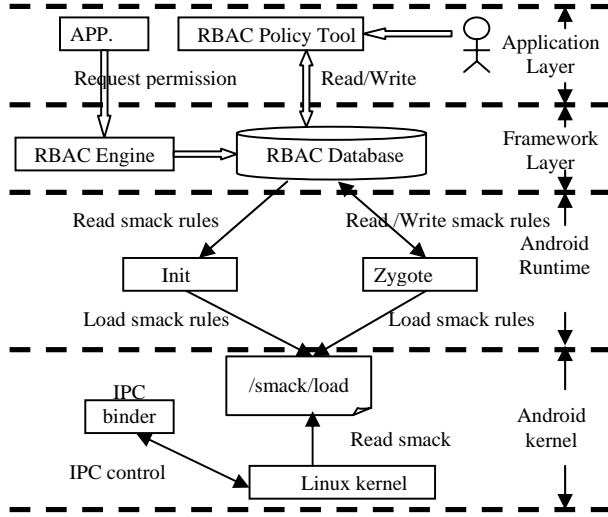 APP.
RBAC Policy Tool
Application
Layer
Request permission
Read/Write
RBAC Engine
RBAC Database
Framework
Layer
Read smack rules
Read /Write smack rules
Android
Runtime
Init
Zygote
Load smack rules
Load smack rules
/smack/load
IPC
binder
Android
kernel
Read smack
IPC control
Linux kernel